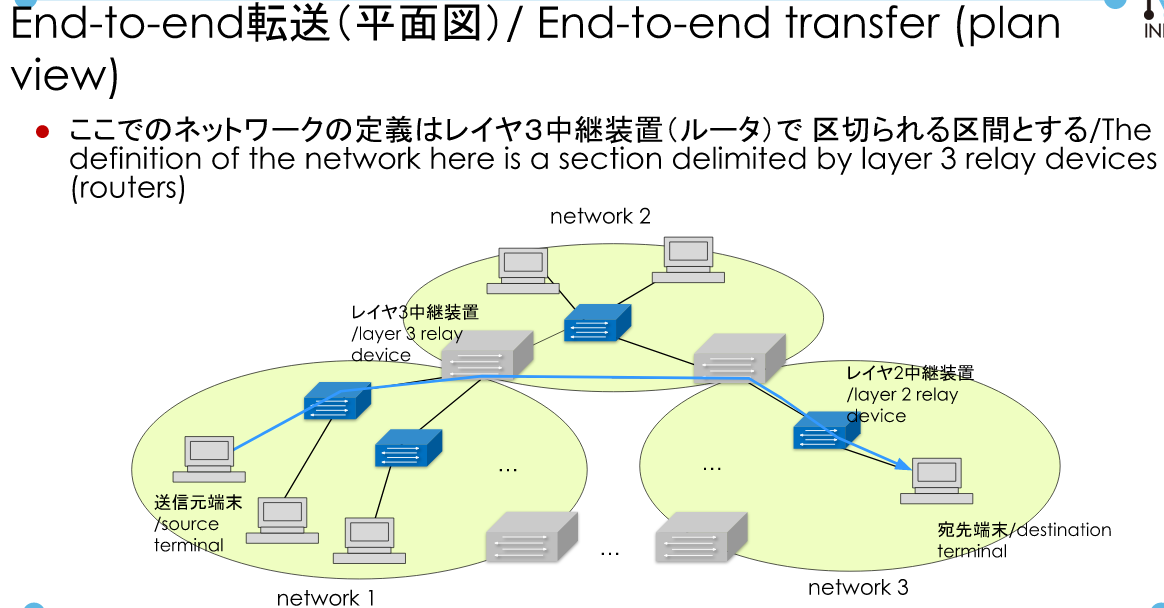 End-to-end転送(平面図)/ End-to-end transfer (plan
view)
ここでのネットワークの定義はレイヤ3中継装置(ルータ)で 区切られる区間とする/The
definition of the network here is a section delimited by layer 3 relay devices
(routers)
network 2
レイヤ3中継装置
/layer 3 relay
device
レイヤ2中継装置
/layer 2 relay
device
...
...
送信元端末
/source
terminal
宛先端末/destination
terminal
...
network 3
network 1